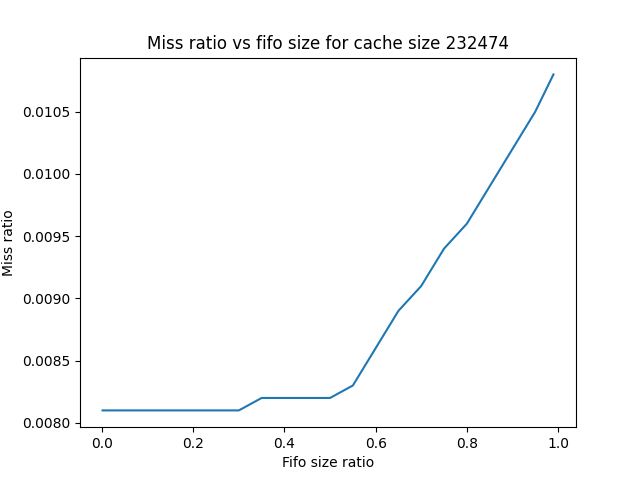 Miss ratio vs fifo size for cache size 232474
0.0105
0.0100
0.0095
0.0090
0.0085
0.0080
Miss ratio
0.0 0.2 0.4 0.6 0.8 1.0
Fifo size ratio